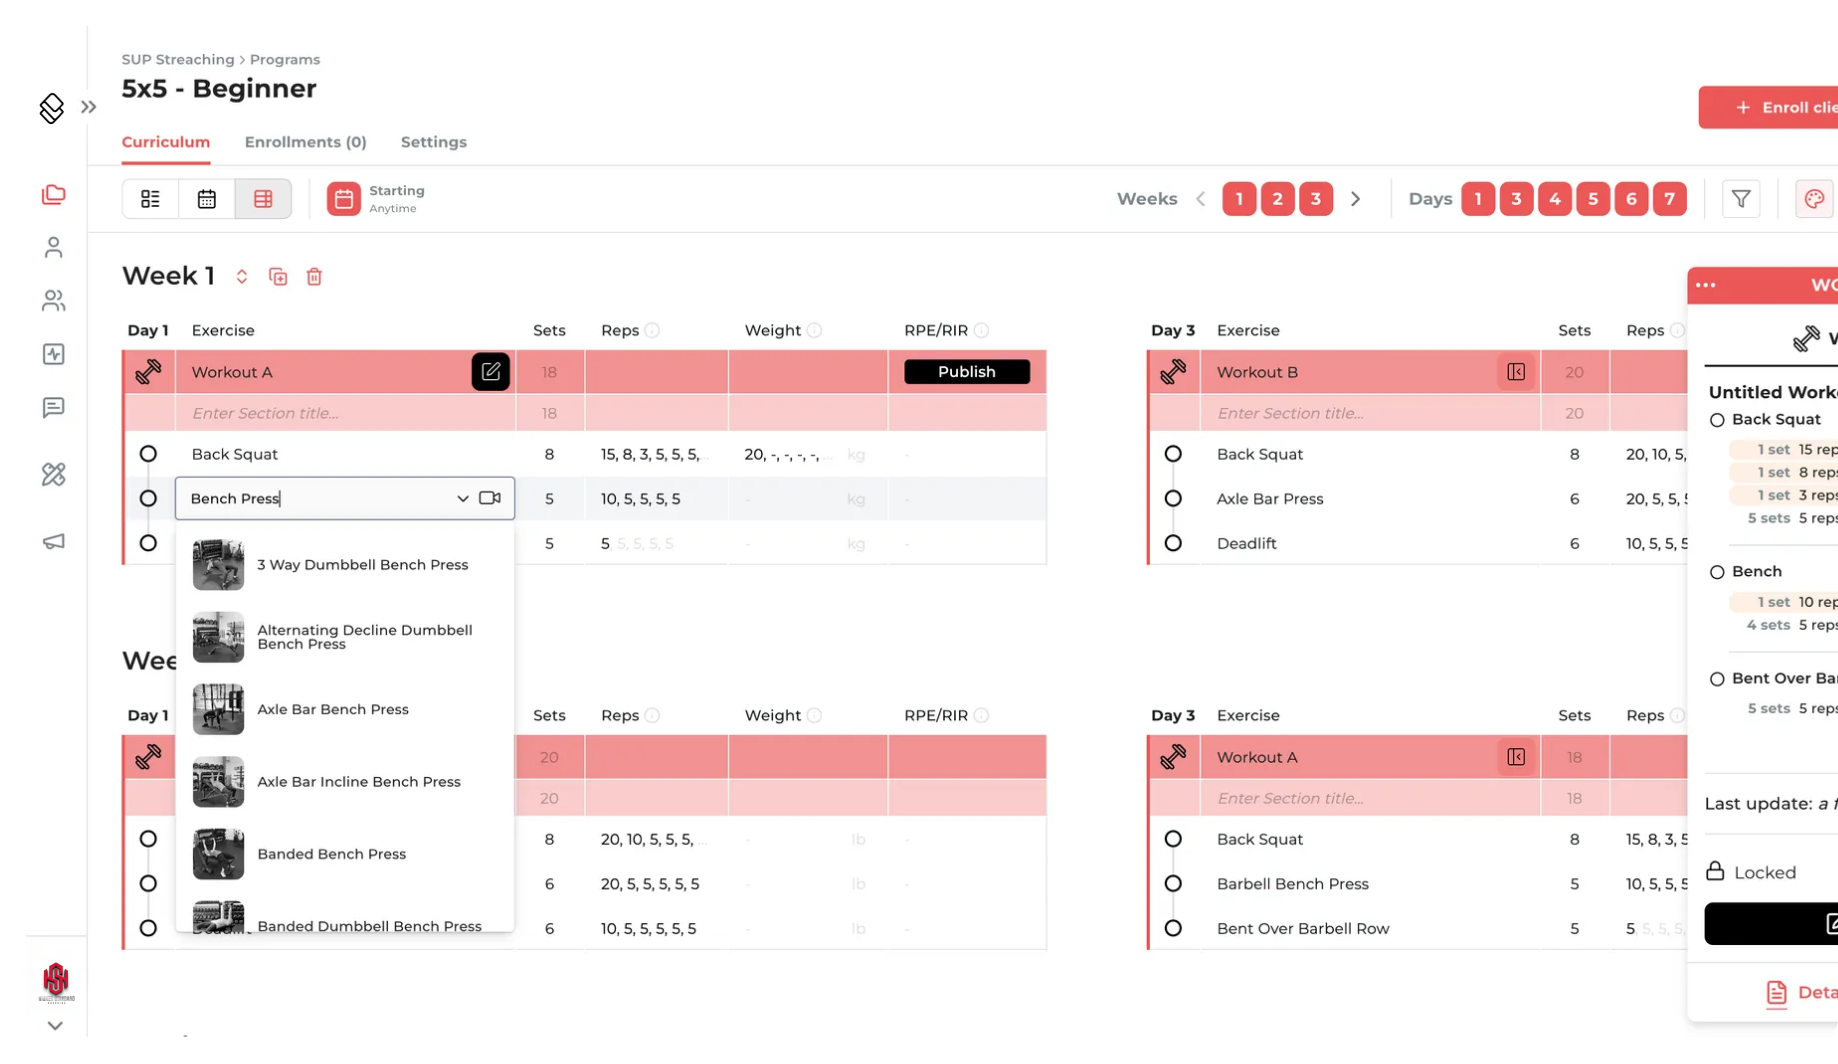 SUP Streaching > Programs
5x5 - Beginner
+ Enroll clie
Curriculum Enrollments (0) Settings
Starting
Anytime
Weeks 1 2 3 Days 1 3 4 5 6 7
Week 1
Day 1 Exercise Sets Reps Weight RPE/RIR
Workout A 18 Publish
Enter Section title... 18
Back Squat 8 15, 8, 3, 5, 5, 5,... 20, -, -, -, -, ... kg -
Bench Press 5 10, 5, 5, 5, 5 - kg -
5 5, 5, 5, 5, 5 - kg -
3 Way Dumbbell Bench Press
Alternating Decline Dumbbell
Bench Press
Axle Bar Bench Press
Axle Bar Incline Bench Press
Banded Bench Press
Banded Dumbbell Bench Press
Day 3 Exercise Sets Reps
Workout B 20
Enter Section title... 20
Back Squat 8 20, 10, 5,
Axle Bar Press 6 20, 5, 5, 5
Deadlift 6 10, 5, 5, 5
Wee
Day 1 Sets Reps Weight RPE/RIR
20
20
8 20, 10, 5, 5, 5, ... - lb -
6 20, 5, 5, 5, 5, 5 - lb -
Deadlift 6 10, 5, 5, 5, 5, 5 - lb -
Day 3 Exercise Sets Reps
Workout A 18
Enter Section title... 18
Back Squat 8 15, 8, 3, 5
Barbell Bench Press 5 10, 5, 5, 5
Bent Over Barbell Row 5 5, 5, 5, 5,
WO
W
Untitled Worko
Back Squat
1 set 15 rep
1 set 8 reps
1 set 3 reps
5 sets 5 reps
Bench
1 set 10 rep
4 sets 5 reps
Bent Over Bar
5 sets 5 reps
Last update: a f
Locked
Deta